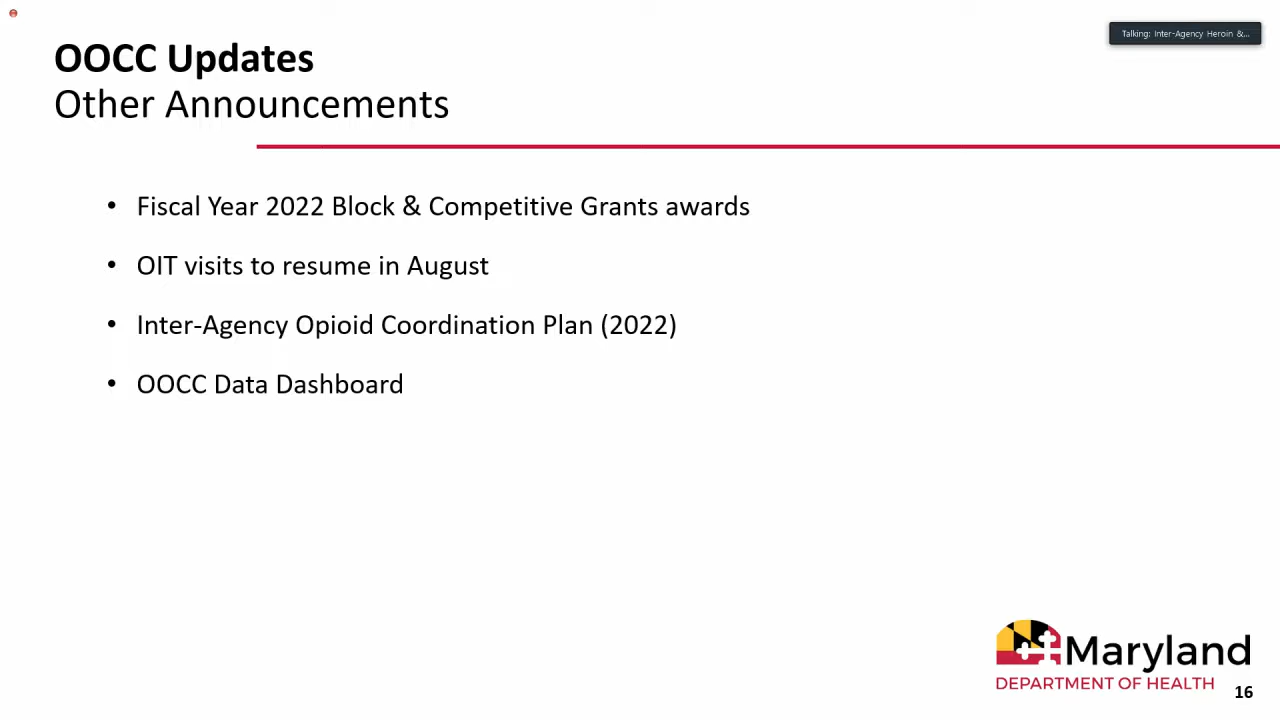 Talking: Inter-Agency Heroin &...
OOCC Updates
Other Announcements
• Fiscal Year 2022 Block & Competitive Grants awards
• OIT visits to resume in August
• Inter-Agency Opioid Coordination Plan (2022)
• OOCC Data Dashboard
Maryland
DEPARTMENT OF HEALTH
16